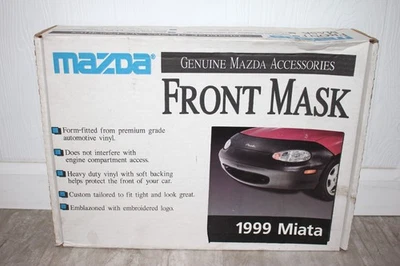 mazda
GENUINE MAZDA ACCESSORIES
FRONT MASK
Form-fitted from premium grade
automotive vinyl.
Does not interfere with
engine compartment access.
Heavy duty vinyl with soft backing
helps protect the front of your car.
Custom tailored to fit tight and look great.
Emblazoned with embroidered logo.
1999 Miata